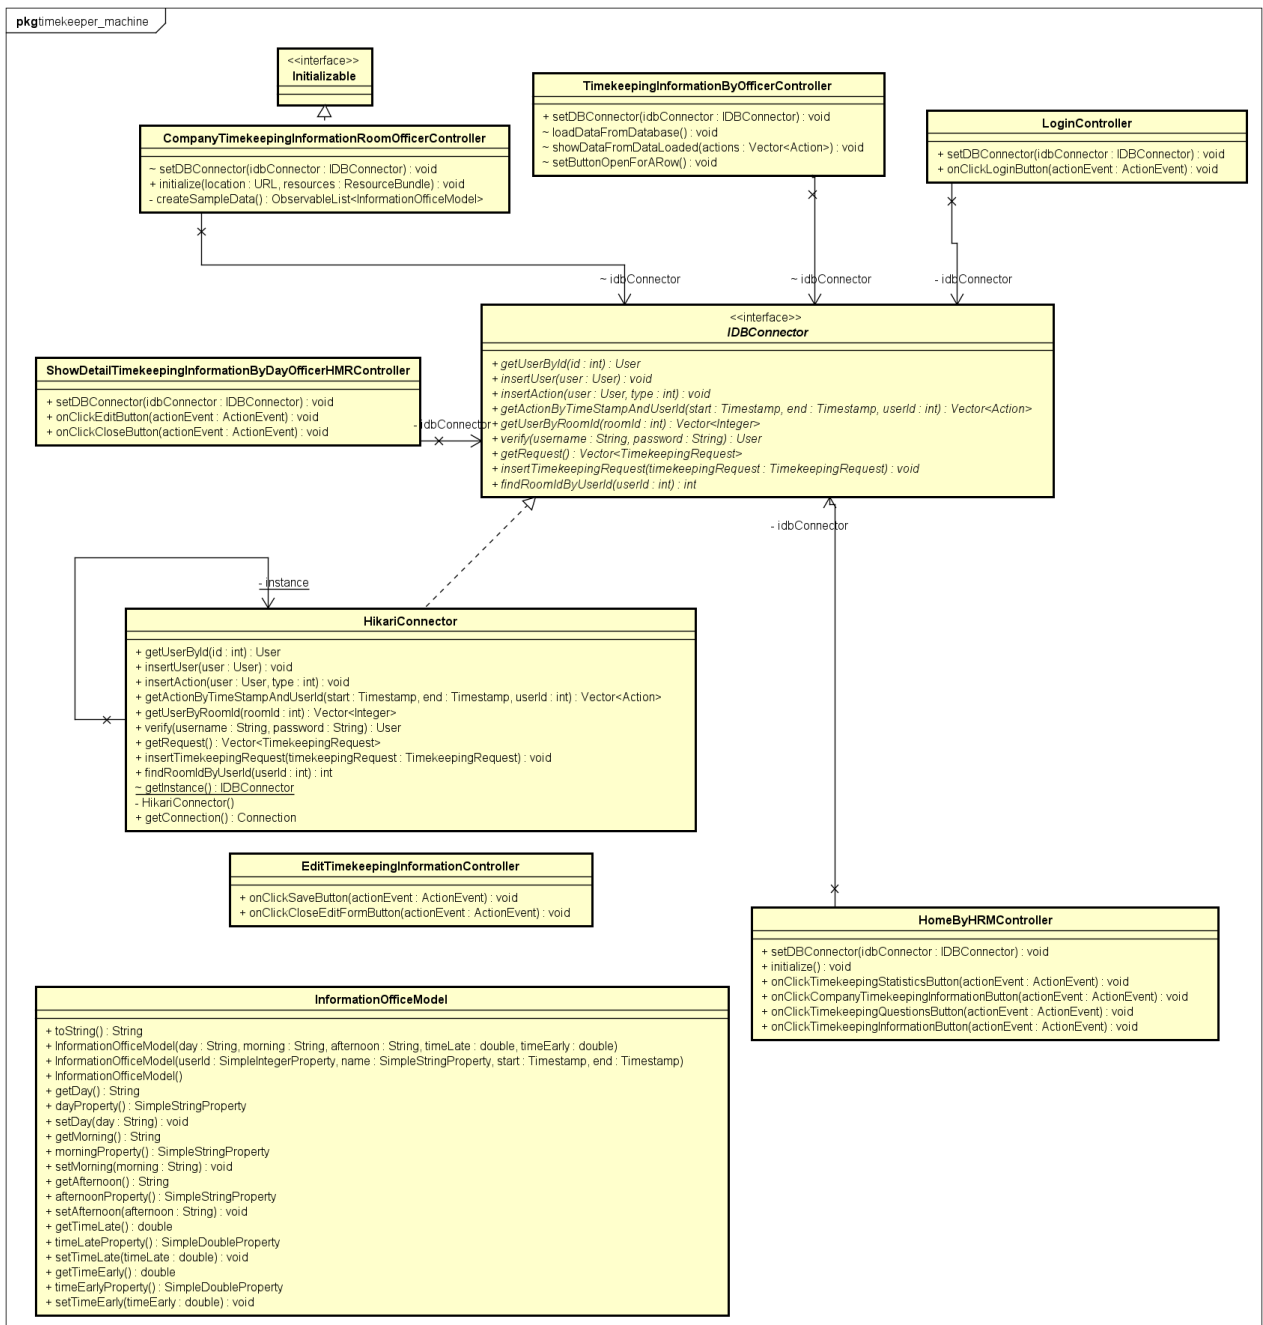 pkgtimekeeper_machine
<<interface>>
Initializable
CompanyTimekeepingInformationRoomOfficerController
~ setDBConnector(idbConnector : IDBConnector) : void
+ initialize(location : URL, resources : ResourceBundle) : void
- createSampleData() : ObservableList<InformationOfficeModel>
TimekeepingInformationByOfficerController
+ setDBConnector(idbConnector : IDBConnector) : void
~ loadDataFromDatabase() : void
~ showDataFromDataLoaded(actions : Vector<Action>) : void
~ setButtonOpenForARow() : void
LoginController
+ setDBConnector(idbConnector : IDBConnector) : void
+ onClickLoginButton(actionEvent : ActionEvent) : void
~ idbConnector
~ idbConnector
- idbConnector
<<interface>>
IDBConnector
+ getUserById(id : int) : User
+ insertUser(user : User) : void
+ insertAction(user : User, type : int) : void
+ getActionByTimeStampAndUserId(start : Timestamp, end : Timestamp, userId : int) : Vector<Action>
+ getUserByRoomId(roomId : int) : Vector<Integer>
+ verify(username : String, password : String) : User
+ getRequest() : Vector<TimekeepingRequest>
+ insertTimekeepingRequest(timekeepingRequest : TimekeepingRequest) : void
+ findRoomIdByUserId(userId : int) : int
ShowDetailTimekeepingInformationByDayOfficerHMRController
+ setDBConnector(idbConnector : IDBConnector) : void
+ onClickEditButton(actionEvent : ActionEvent) : void
+ onClickCloseButton(actionEvent : ActionEvent) : void
- idbConnector
- idbConnector
- instance
HikariConnector
+ getUserById(id : int) : User
+ insertUser(user : User) : void
+ insertAction(user : User, type : int) : void
+ getActionByTimeStampAndUserId(start : Timestamp, end : Timestamp, userId : int) : Vector<Action>
+ getUserByRoomId(roomId : int) : Vector<Integer>
+ verify(username : String, password : String) : User
+ getRequest() : Vector<TimekeepingRequest>
+ insertTimekeepingRequest(timekeepingRequest : TimekeepingRequest) : void
+ findRoomIdByUserId(userId : int) : int
~ getInstance() : IDBConnector
- HikariConnector()
+ getConnection() : Connection
EditTimekeepingInformationController
+ onClickSaveButton(actionEvent : ActionEvent) : void
+ onClickCloseEditFormButton(actionEvent : ActionEvent) : void
HomeByHRMController
+ setDBConnector(idbConnector : IDBConnector) : void
+ initialize() : void
+ onClickTimekeepingStatisticsButton(actionEvent : ActionEvent) : void
+ onClickCompanyTimekeepingInformationButton(actionEvent : ActionEvent) : void
+ onClickTimekeepingQuestionsButton(actionEvent : ActionEvent) : void
+ onClickTimekeepingInformationButton(actionEvent : ActionEvent) : void
InformationOfficeModel
+ toString() : String
+ InformationOfficeModel(day : String, morning : String, afternoon : String, timeLate : double, timeEarly : double)
+ InformationOfficeModel(userId : SimpleIntegerProperty, name : SimpleStringProperty, start : Timestamp, end : Timestamp)
+ InformationOfficeModel()
+ getDay() : String
+ dayProperty() : SimpleStringProperty
+ setDay(day : String) : void
+ getMorning() : String
+ morningProperty() : SimpleStringProperty
+ setMorning(morning : String) : void
+ getAfternoon() : String
+ afternoonProperty() : SimpleStringProperty
+ setAfternoon(afternoon : String) : void
+ getTimeLate() : double
+ timeLateProperty() : SimpleDoubleProperty
+ setTimeLate(timeLate : double) : void
+ getTimeEarly() : double
+ timeEarlyProperty() : SimpleDoubleProperty
+ setTimeEarly(timeEarly : double) : void